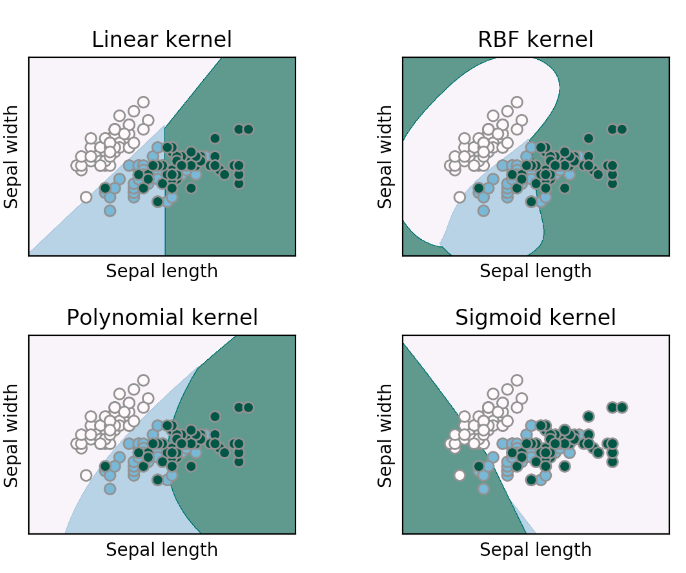 Linear kernel
RBF kernel
Sepal width
Sepal width
Sepal length
Sepal length
Polynomial kernel
Sigmoid kernel
Sepal width
Sepal width
Sepal length
Sepal length